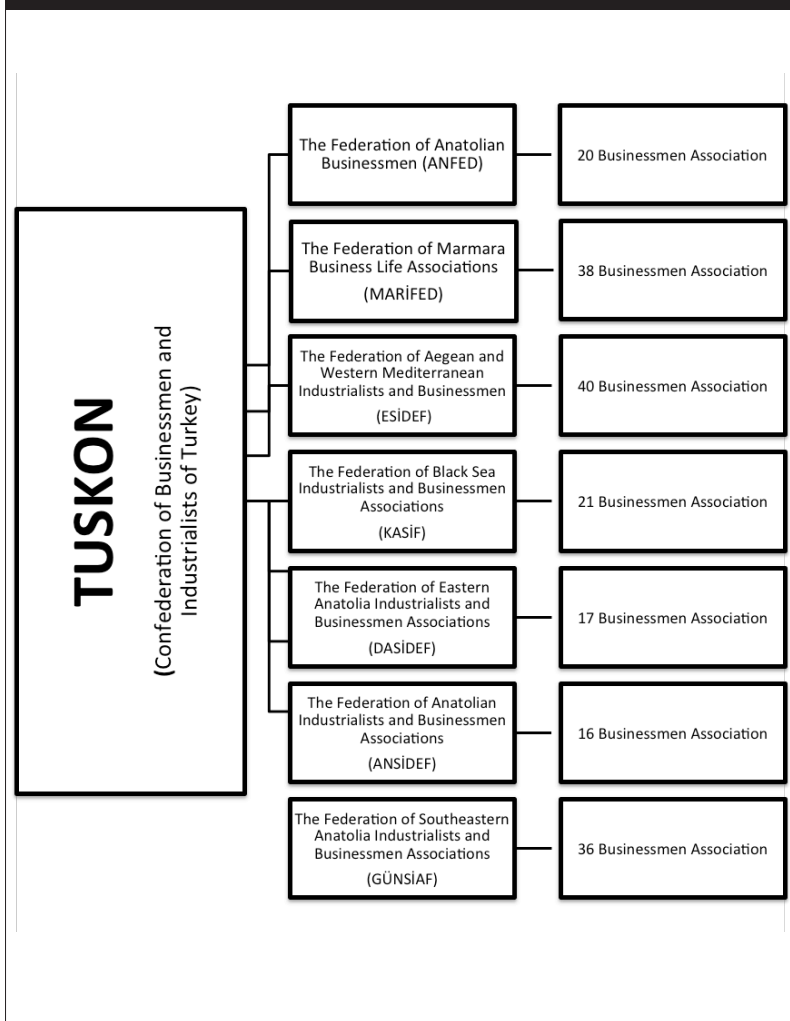 TUSKON
(Confederation of Businessmen and
Industrialists of Turkey)
The Federation of Anatolian
Businessmen (ANFED)
20 Businessmen Association
The Federation of Marmara
Business Life Associations
(MARİFED)
38 Businessmen Association
The Federation of Aegean and
Western Mediterranean
Industrialists and Businessmen
(ESİDEF)
40 Businessmen Association
The Federation of Black Sea
Industrialists and Businessmen
Associations
(KASİF)
21 Businessmen Association
The Federation of Eastern
Anatolia Industrialists and
Businessmen Associations
(DASİDEF)
17 Businessmen Association
The Federation of Anatolian
Industrialists and Businessmen
Associations
(ANSİDEF)
16 Businessmen Association
The Federation of Southeastern
Anatolia Industrialists and
Businessmen Associations
(GÜNSİAF)
36 Businessmen Association